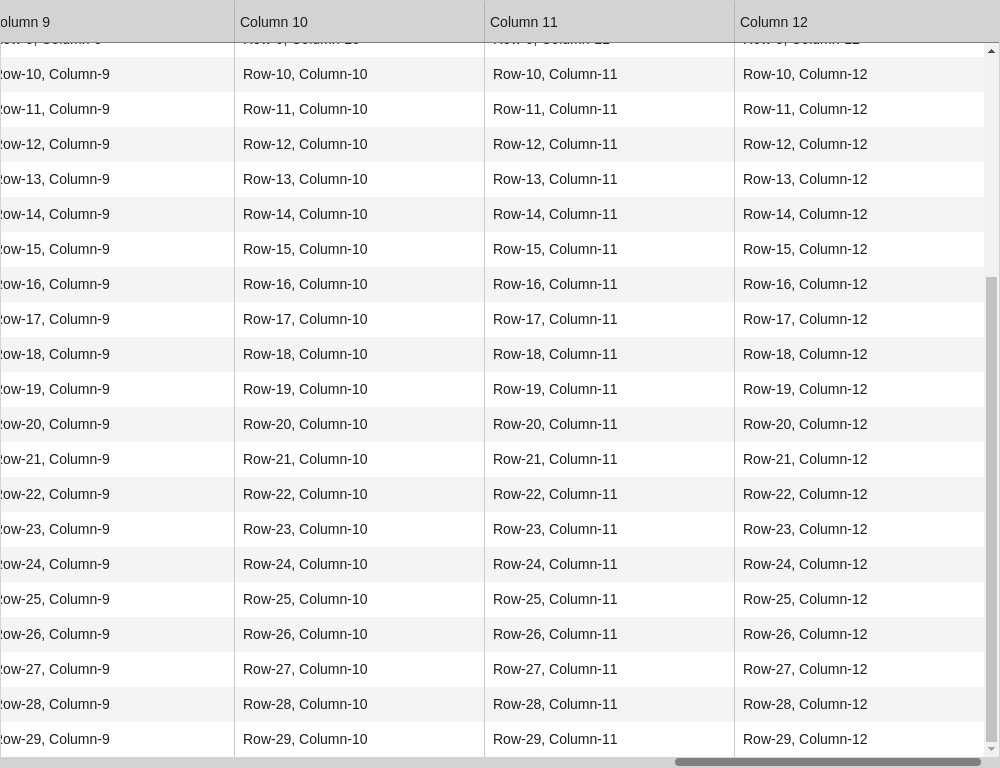 olumn 9 Column 10 Column 11 Column 12
ow-10, Column-9 Row-10, Column-10 Row-10, Column-11 Row-10, Column-12
ow-11, Column-9 Row-11, Column-10 Row-11, Column-11 Row-11, Column-12
ow-12, Column-9 Row-12, Column-10 Row-12, Column-11 Row-12, Column-12
ow-13, Column-9 Row-13, Column-10 Row-13, Column-11 Row-13, Column-12
ow-14, Column-9 Row-14, Column-10 Row-14, Column-11 Row-14, Column-12
ow-15, Column-9 Row-15, Column-10 Row-15, Column-11 Row-15, Column-12
ow-16, Column-9 Row-16, Column-10 Row-16, Column-11 Row-16, Column-12
ow-17, Column-9 Row-17, Column-10 Row-17, Column-11 Row-17, Column-12
ow-18, Column-9 Row-18, Column-10 Row-18, Column-11 Row-18, Column-12
ow-19, Column-9 Row-19, Column-10 Row-19, Column-11 Row-19, Column-12
ow-20, Column-9 Row-20, Column-10 Row-20, Column-11 Row-20, Column-12
ow-21, Column-9 Row-21, Column-10 Row-21, Column-11 Row-21, Column-12
ow-22, Column-9 Row-22, Column-10 Row-22, Column-11 Row-22, Column-12
ow-23, Column-9 Row-23, Column-10 Row-23, Column-11 Row-23, Column-12
ow-24, Column-9 Row-24, Column-10 Row-24, Column-11 Row-24, Column-12
ow-25, Column-9 Row-25, Column-10 Row-25, Column-11 Row-25, Column-12
ow-26, Column-9 Row-26, Column-10 Row-26, Column-11 Row-26, Column-12
ow-27, Column-9 Row-27, Column-10 Row-27, Column-11 Row-27, Column-12
ow-28, Column-9 Row-28, Column-10 Row-28, Column-11 Row-28, Column-12
ow-29, Column-9 Row-29, Column-10 Row-29, Column-11 Row-29, Column-12